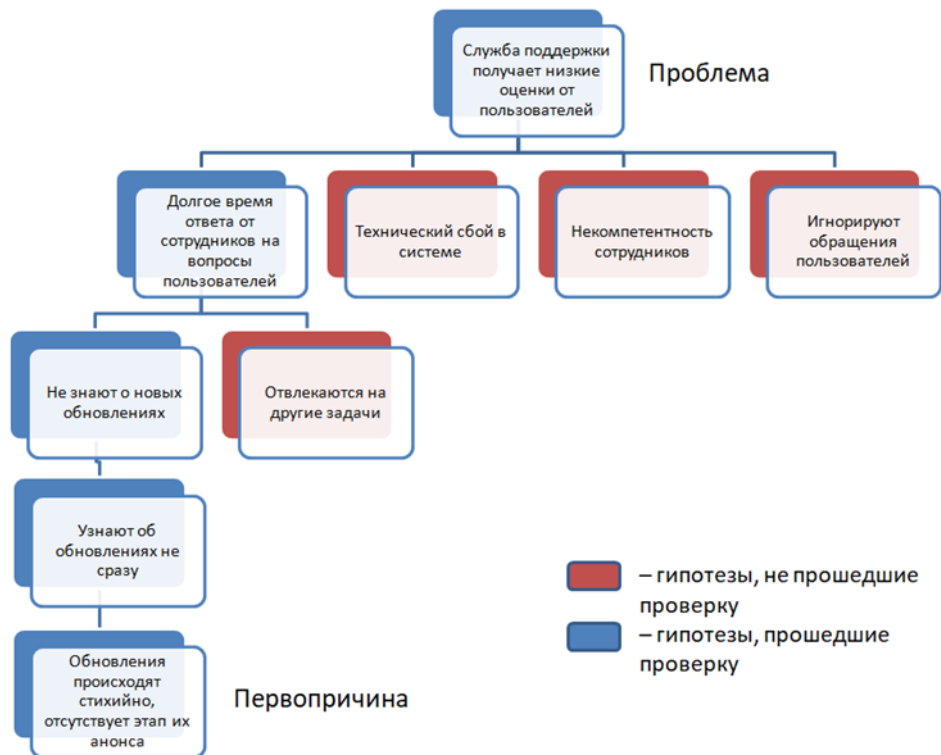 Служба поддержки
получает низкие
оценки от
пользователей
Проблема
Долгое время
ответа от
сотрудников на
вопросы
пользователей
Технический сбой в
системе
Некомпетентность
сотрудников
Игнорируют
обращения
пользователей
Не знают о новых
обновлениях
Отвлекаются на
другие задачи
Узнают об
обновлениях не
сразу
– гипотезы, не прошедшие
проверку
– гипотезы, прошедшие
проверку
Обновления
происходят
стихийно,
отсутствует этап их
анонса
Первопричина